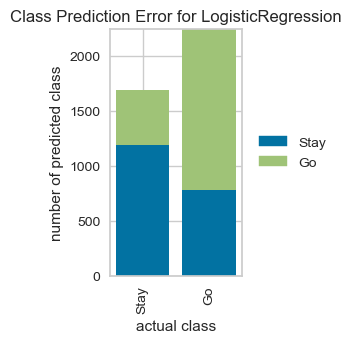 Class Prediction Error for LogisticRegression
number of predicted class
2000
1500
1000
500
0
Stay
Go
actual class
Stay
Go